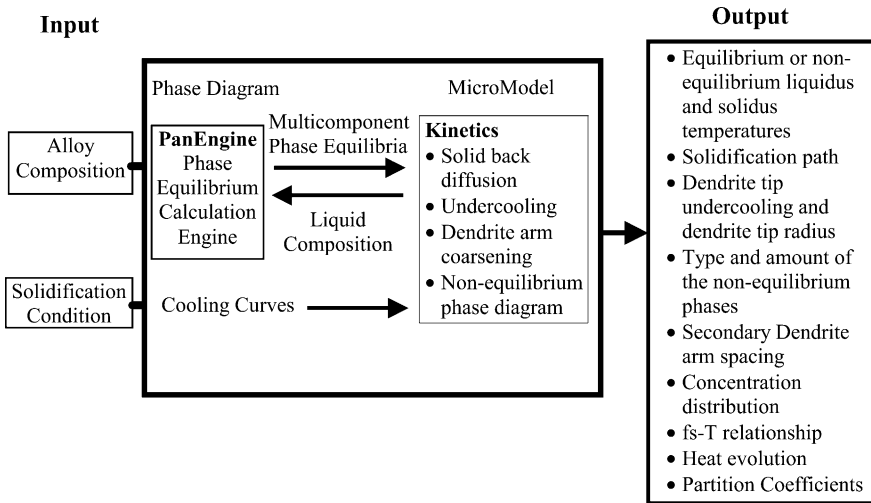 Input
Output
Phase Diagram
MicroModel
Alloy
Composition
PanEngine
Phase
Equilibrium
Calculation
Engine
Multicomponent
Phase Equilibria
Liquid
Composition
Kinetics
• Solid back
diffusion
• Undercooling
• Dendrite arm
coarsening
• Non-equilibrium
phase diagram
Solidification
Condition
Cooling Curves
• Equilibrium or non-
equilibrium liquidus
and solidus
temperatures
• Solidification path
• Dendrite tip
undercooling and
dendrite tip radius
• Type and amount of
the non-equilibrium
phases
• Secondary Dendrite
arm spacing
• Concentration
distribution
• fs-T relationship
• Heat evolution
• Partition Coefficients